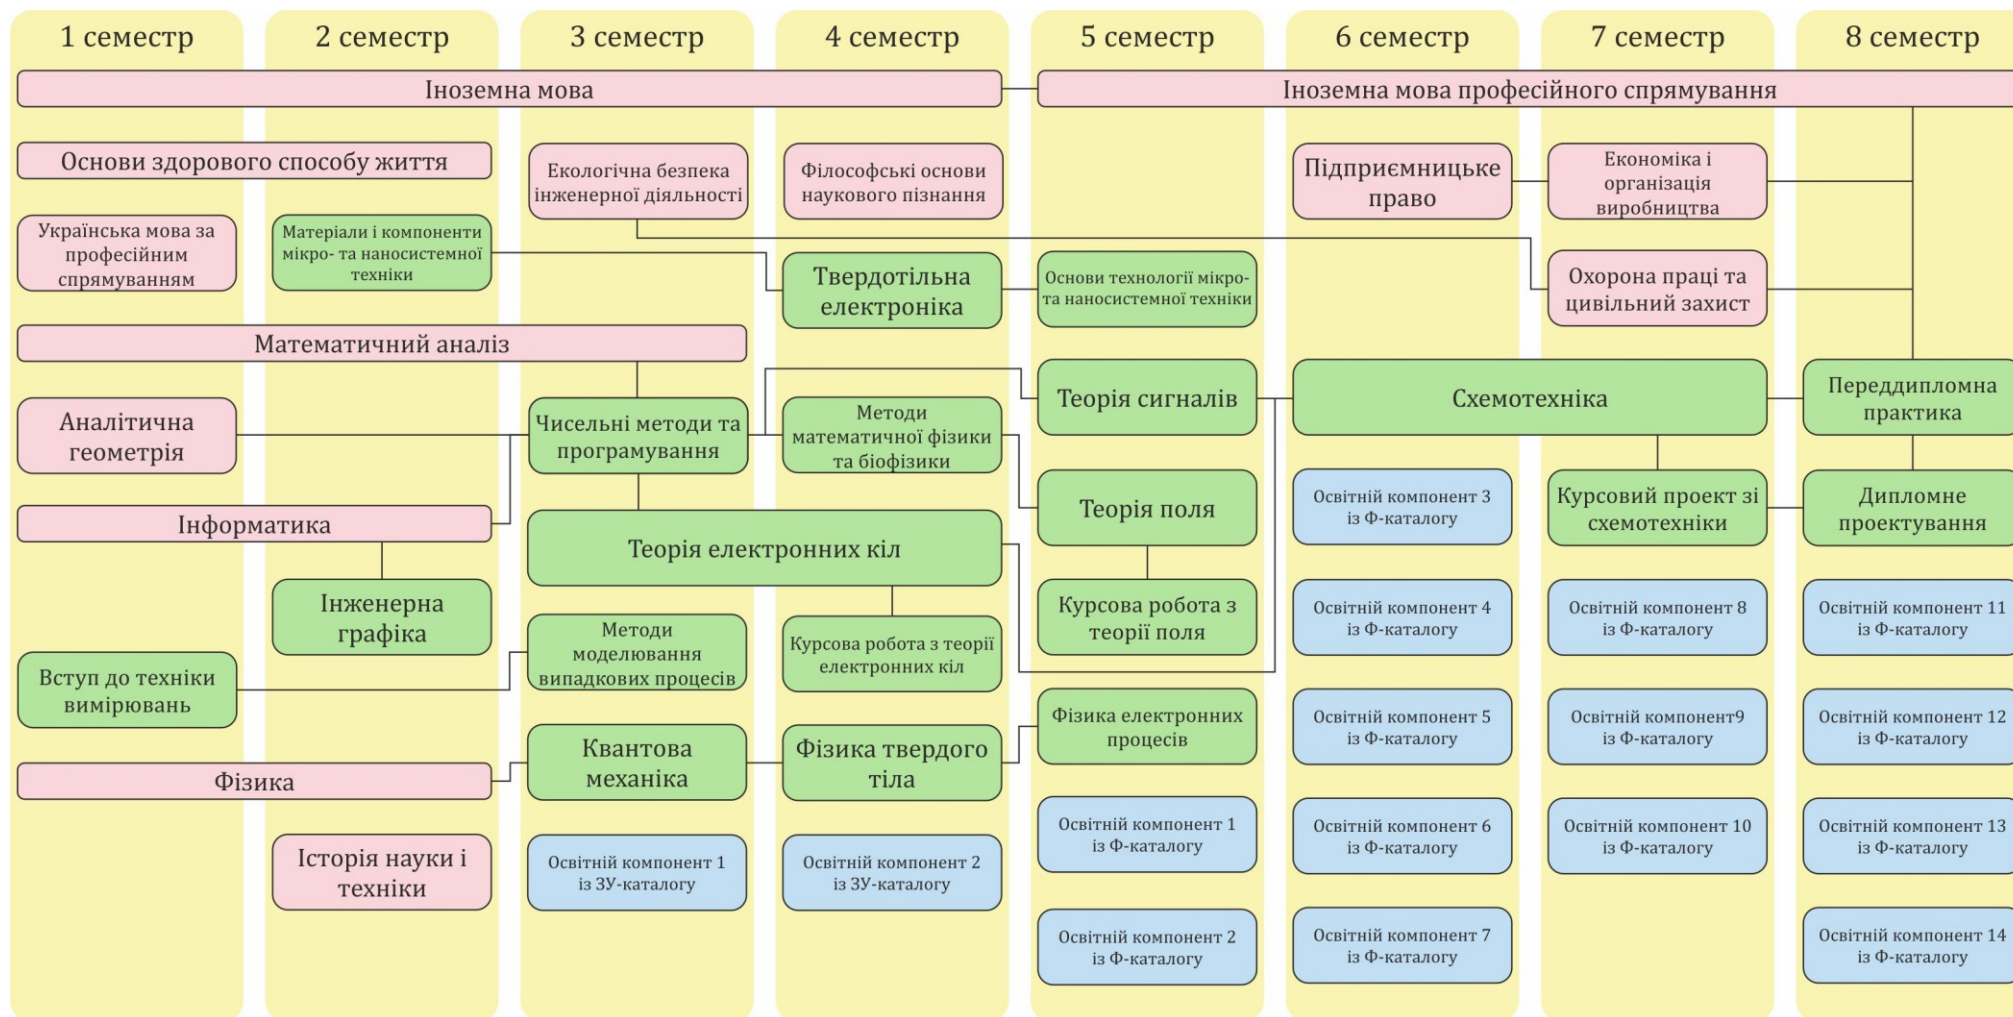 1 семестр
2 семестр
3 семестр
4 семестр
5 семестр
6 семестр
7 семестр
8 семестр
Іноземна мова
Іноземна мова професійного спрямування
Основи здорового способу життя
Екологічна безпека
інженерної діяльності
Філософські основи
наукового пізнання
Підприємницьке
право
Економіка і
організація
виробництва
Українська мова за
професійним
спрямуванням
Матеріали і компоненти
мікро- та наносистемної
техніки
Твердотільна
електроніка
Основи технології мікро-
та наносистемної техніки
Охорона праці та
цивільний захист
Математичний аналіз
Аналітична
геометрія
Чисельні методи та
програмування
Методи
математичної фізики
та біофізики
Теорія сигналів
Схемотехніка
Переддипломна
практика
Інформатика
Теорія електронних кіл
Теорія поля
Освітній компонент 3
із Ф-каталогу
Курсовий проект зі
схемотехніки
Дипломне
проектування
Інженерна
графіка
Курсова робота з
теорії поля
Освітній компонент 4
із Ф-каталогу
Освітній компонент 8
із Ф-каталогу
Освітній компонент 11
із Ф-каталогу
Вступ до техніки
вимірювань
Методи
моделювання
випадкових процесів
Курсова робота з теорії
електронних кіл
Фізика електронних
процесів
Освітній компонент 5
із Ф-каталогу
Освітній компонент9
із Ф-каталогу
Освітній компонент 12
із Ф-каталогу
Фізика
Квантова
механіка
Фізика твердого
тіла
Освітній компонент 1
із Ф-каталогу
Освітній компонент 6
із Ф-каталогу
Освітній компонент 10
із Ф-каталогу
Освітній компонент 13
із Ф-каталогу
Історія науки і
техніки
Освітній компонент 1
із ЗУ-каталогу
Освітній компонент 2
із ЗУ-каталогу
Освітній компонент 2
із Ф-каталогу
Освітній компонент 7
із Ф-каталогу
Освітній компонент 14
із Ф-каталогу